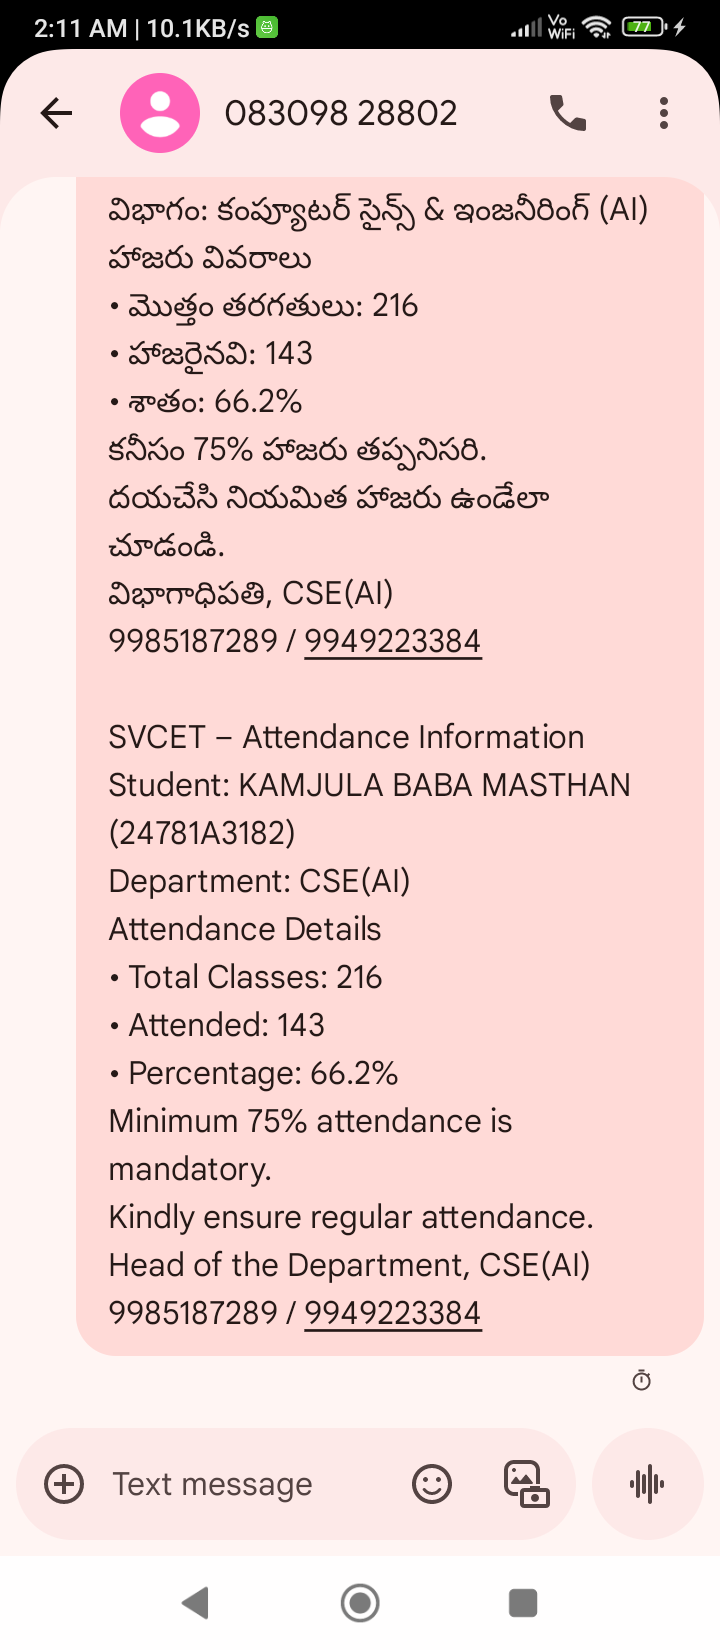 2:11 AM | 10.1KB/s
Vo
WiFi
77
083098 28802
విభాగం: కంప్యూటర్ సైన్స్ & ఇంజనీరింగ్ (AI)
హాజరు వివరాలు
• మొత్తం తరగతులు: 216
• హాజరైనవి: 143
• శాతం: 66.2%
కనీసం 75% హాజరు తప్పనిసరి.
దయచేసి నియమిత హాజరు ఉండేలా
చూడండి.
విభాగాధిపతి, CSE(AI)
9985187289 / 9949223384
SVCET – Attendance Information
Student: KAMJULA BABA MASTHAN
(24781A3182)
Department: CSE(AI)
Attendance Details
• Total Classes: 216
• Attended: 143
• Percentage: 66.2%
Minimum 75% attendance is
mandatory.
Kindly ensure regular attendance.
Head of the Department, CSE(AI)
9985187289 / 9949223384
Text message